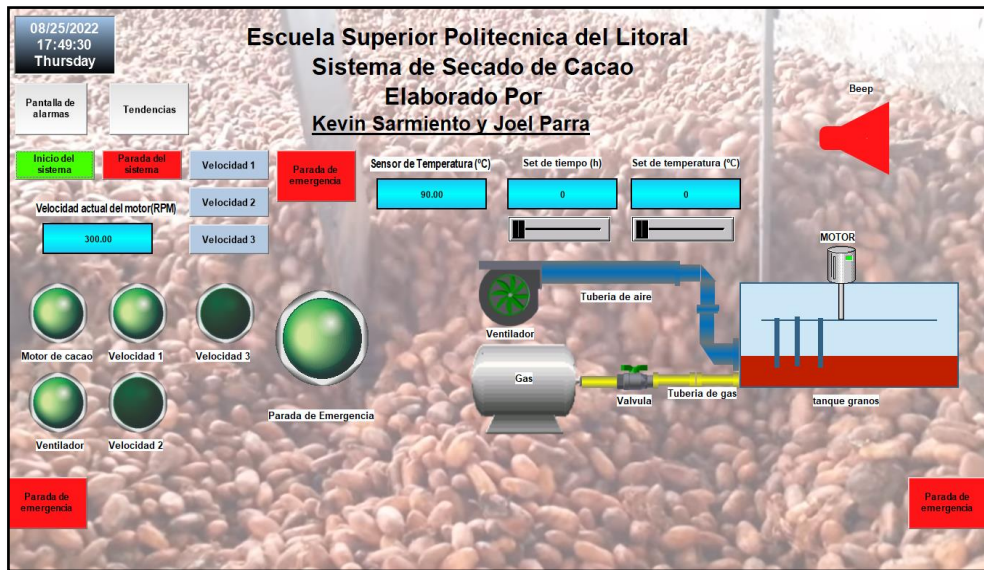 08/25/2022
17:49:30
Thursday
Escuela Superior Politecnica del Litoral
Sistema de Secado de Cacao
Elaborado Por
Kevin Sarmiento y Joel Parra
Pantalla de
alarmas
Tendencias
Beep
Inicio del
sistema
Parada del
sistema
Velocidad 1
Velocidad 2
Velocidad 3
Parada de
emergencia
Sensor de Temperatura (ºC)
90.00
Set de tiempo (h)
0
Set de temperatura (ºC)
0
Velocidad actual del motor(RPM)
300.00
MOTOR
Tuberia de aire
Ventilador
Gas
Valvula
Tuberia de gas
tanque granos
Motor de cacao
Velocidad 1
Velocidad 3
Parada de Emergencia
Ventilador
Velocidad 2
Parada de
emergencia
Parada de
emergencia